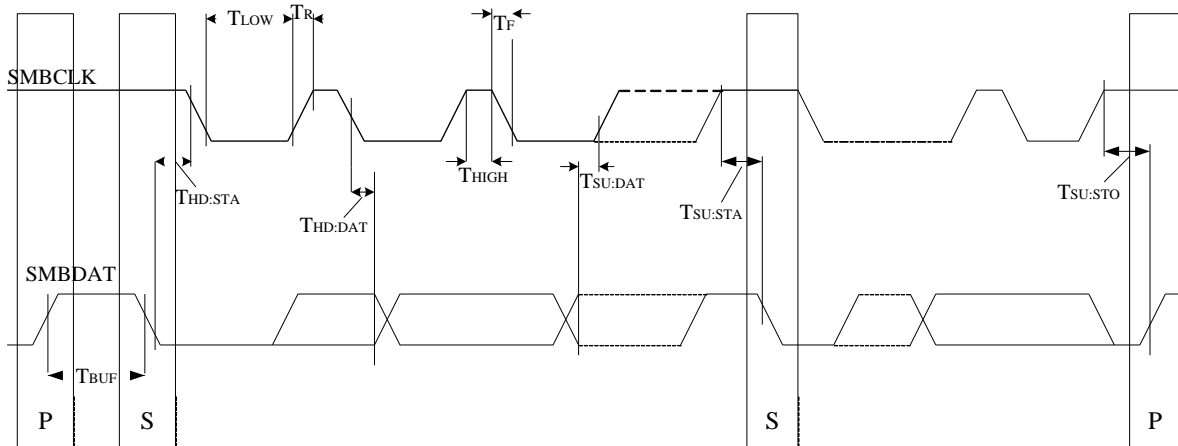 TLOW TR TF
SMBCLK
THD:STA
THD:DAT
THIGH
TSU:DAT
TSU:STA
TSU:STO
SMBDAT
TBUF
P S S P